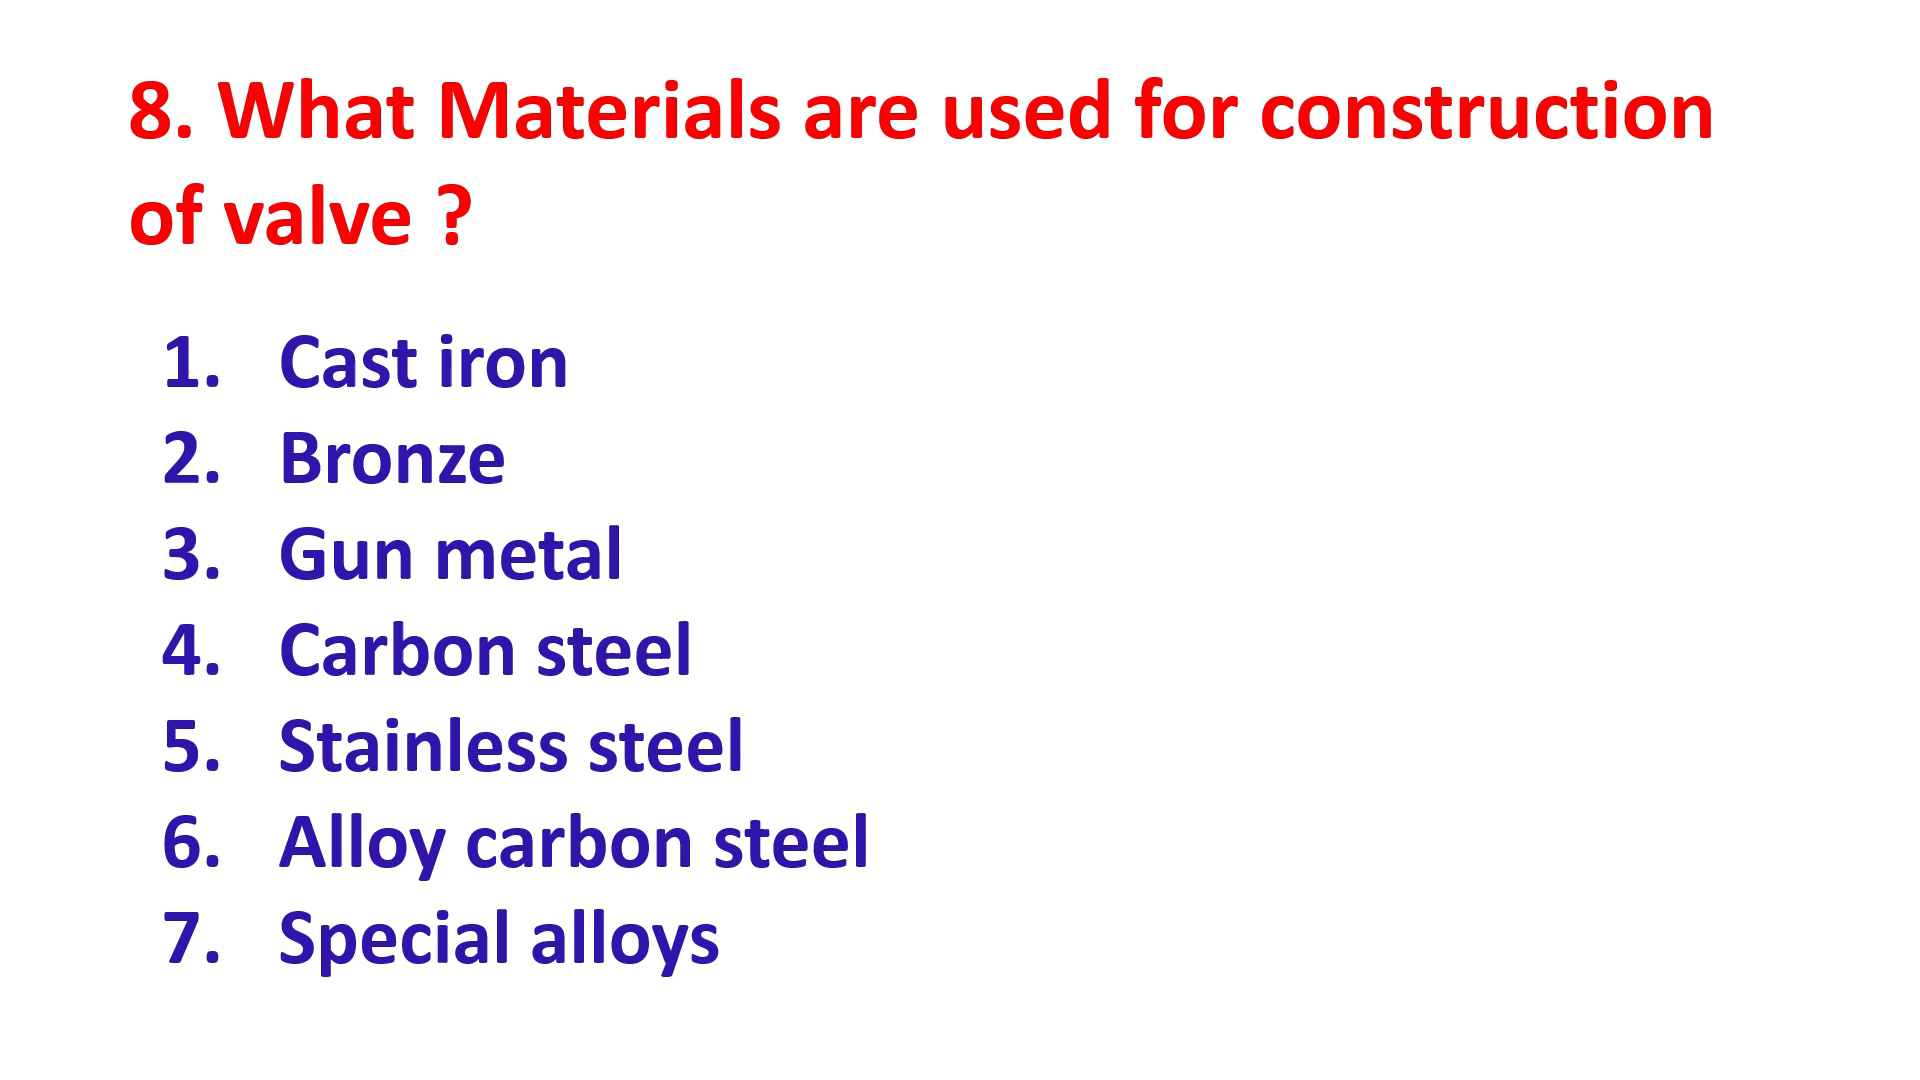 8. What Materials are used for construction
of valve ?
1. Cast iron
2. Bronze
3. Gun metal
4. Carbon steel
5. Stainless steel
6. Alloy carbon steel
7. Special alloys